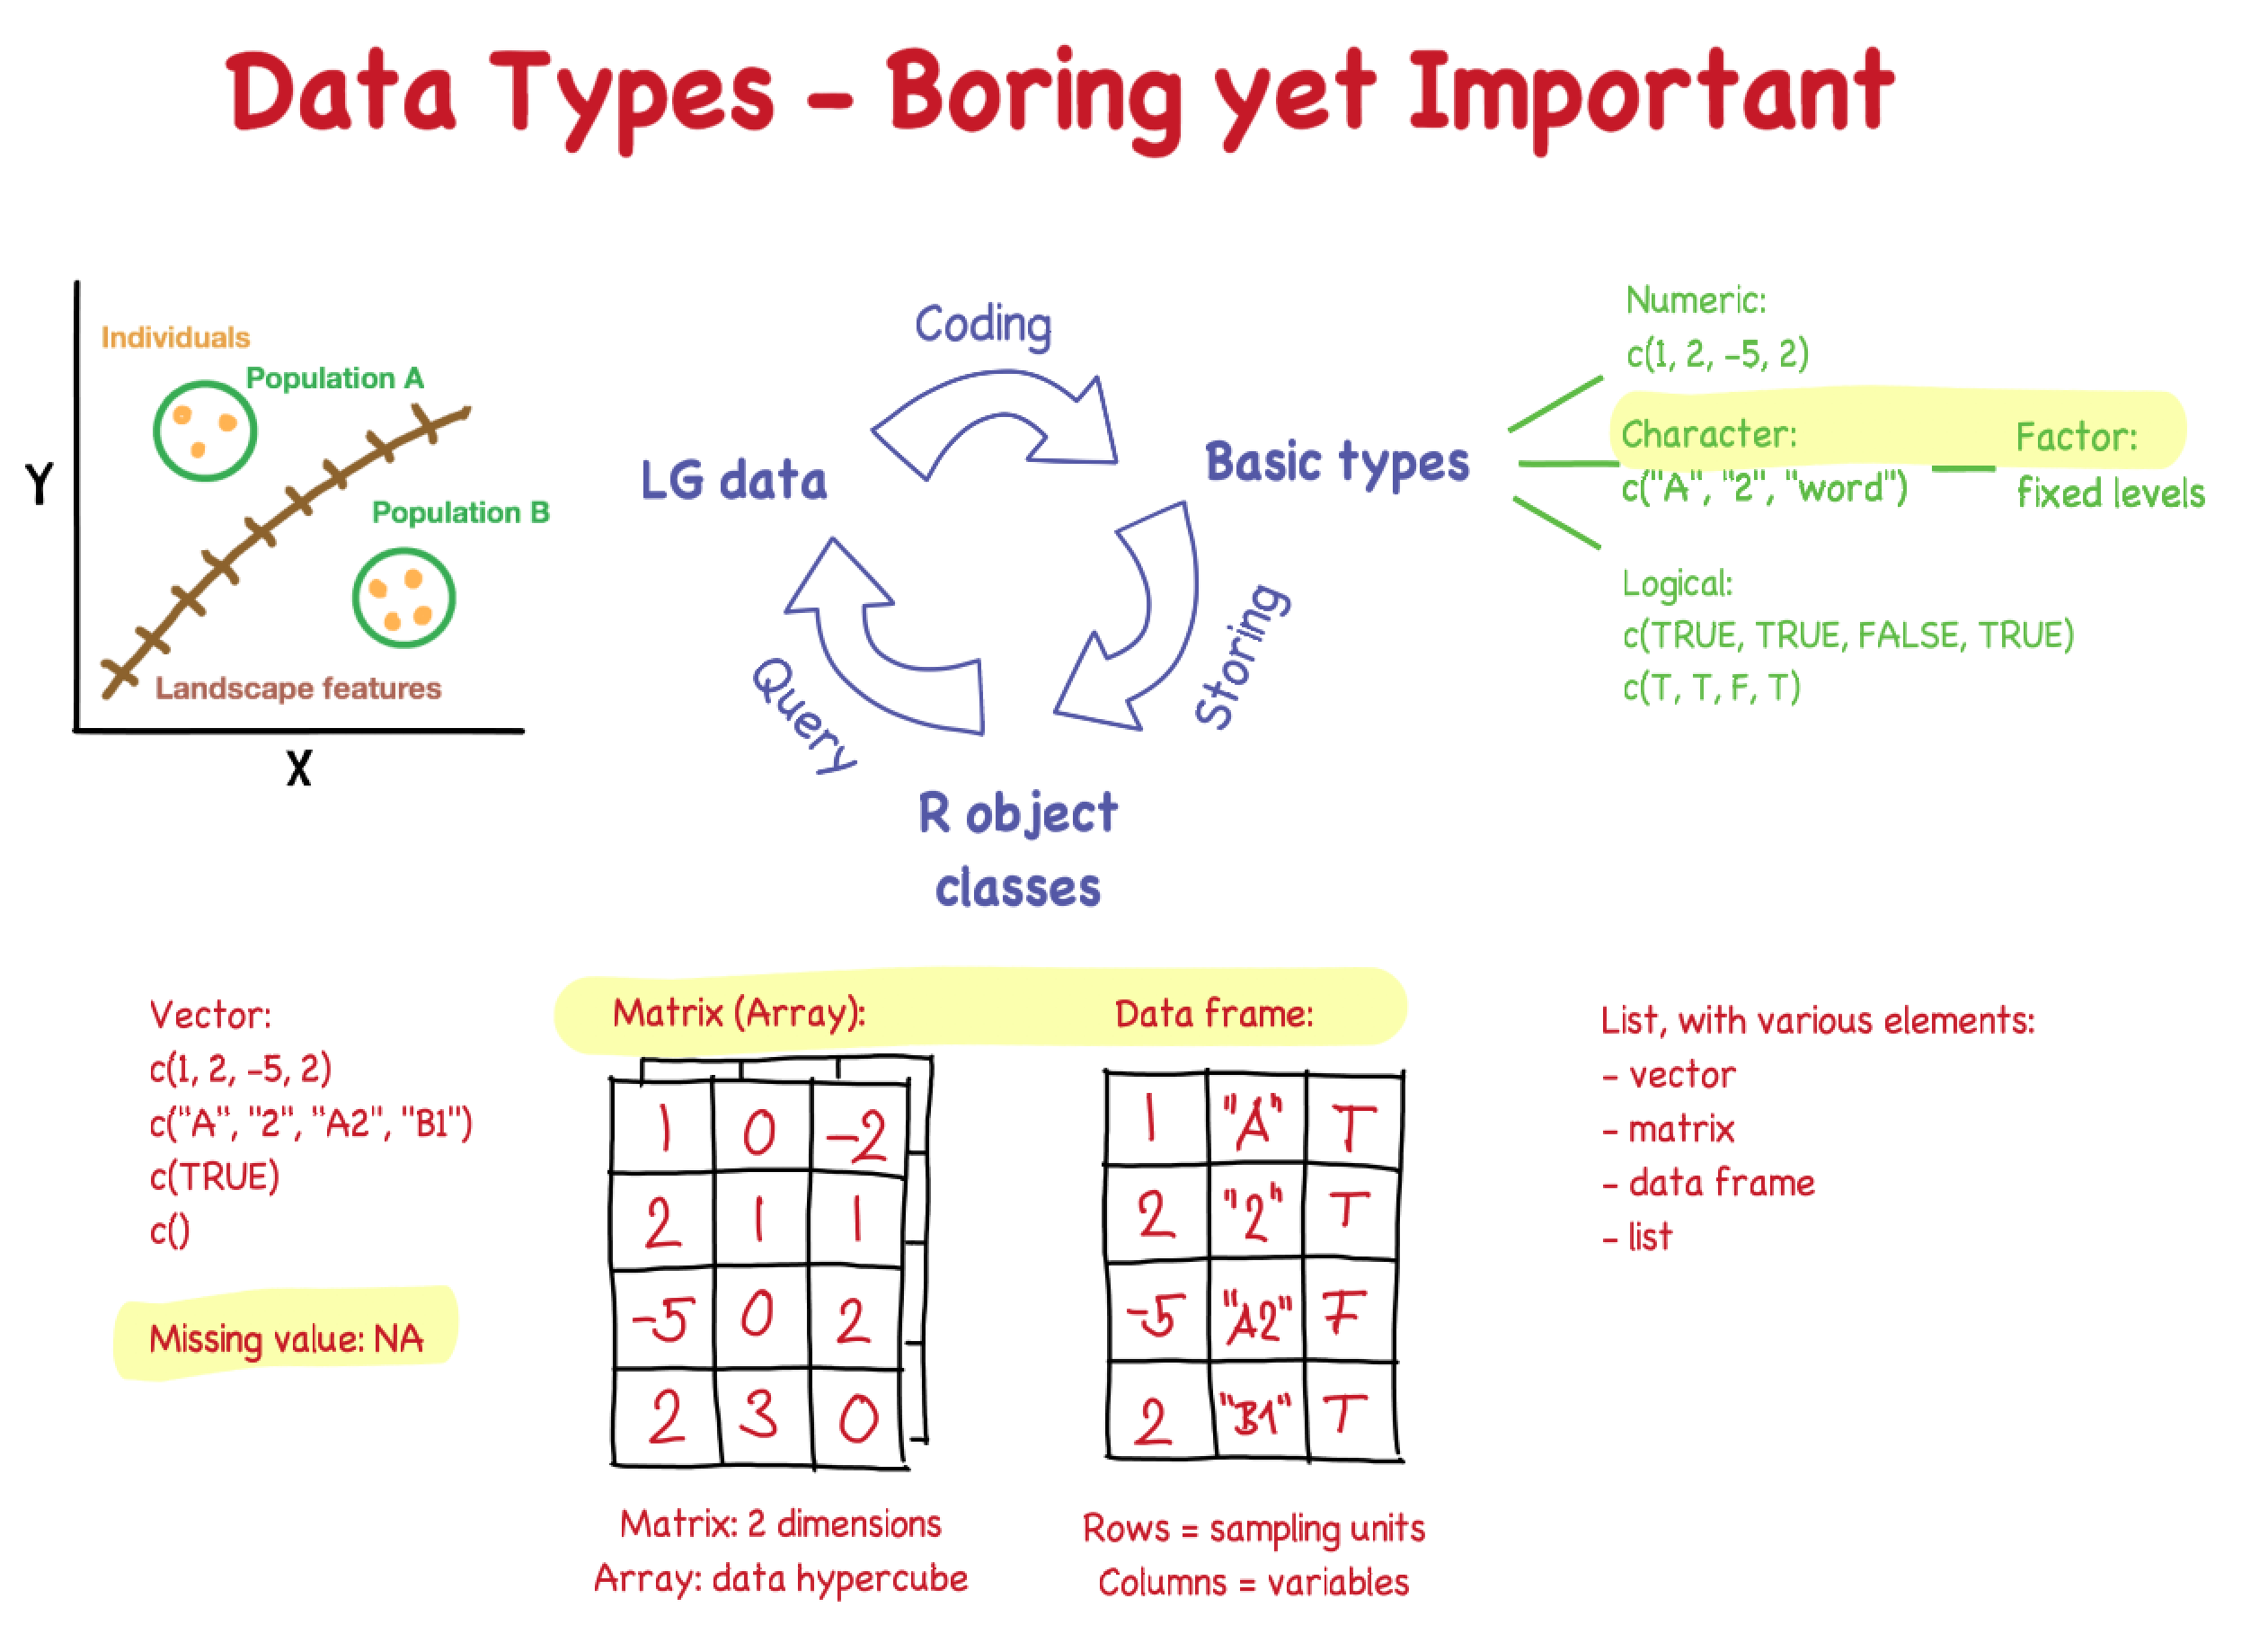 Data Types – Boring yet Important
Y
Individuals
Population A
Population B
Landscape features
X
Coding
LG data
Basic types
Storing
Query
R object
classes
Numeric:
c(1, 2, -5, 2)
Character:
c("A", "2", "word")
Factor:
fixed levels
Logical:
c(TRUE, TRUE, FALSE, TRUE)
c(T, T, F, T)
Vector:
c(1, 2, -5, 2)
c("A", "2", "A2", "B1")
c(TRUE)
c()
Missing value: NA
Matrix (Array):
1 0 -2
2 1 1
-5 0 2
2 3 0
Matrix: 2 dimensions
Array: data hypercube
Data frame:
1 "A" T
2 "2" T
-5 "A2" F
2 "B1" T
Rows = sampling units
Columns = variables
List, with various elements:
- vector
- matrix
- data frame
- list